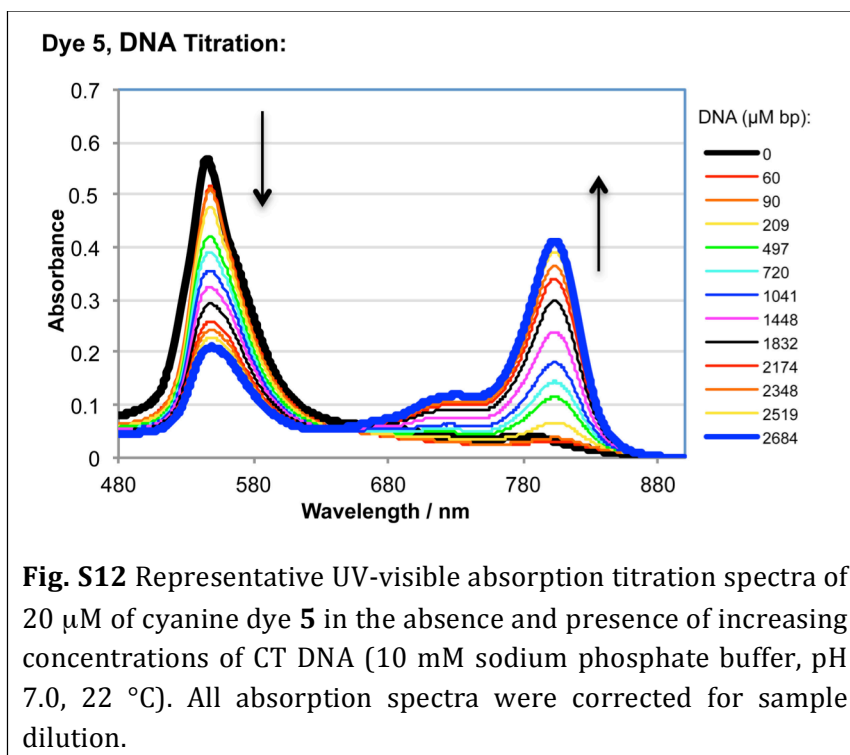 Dye 5, DNA Titration:
0.7
0.6
0.5
0.4
0.3
0.2
0.1
0
Absorbance
480
580
680
780
880
Wavelength / nm
DNA (µM bp):
0
60
90
209
497
720
1041
1448
1832
2174
2348
2519
2684
Fig. S12 Representative UV-visible absorption titration spectra of
20 µM of cyanine dye 5 in the absence and presence of increasing
concentrations of CT DNA (10 mM sodium phosphate buffer, pH
7.0, 22 °C). All absorption spectra were corrected for sample
dilution.